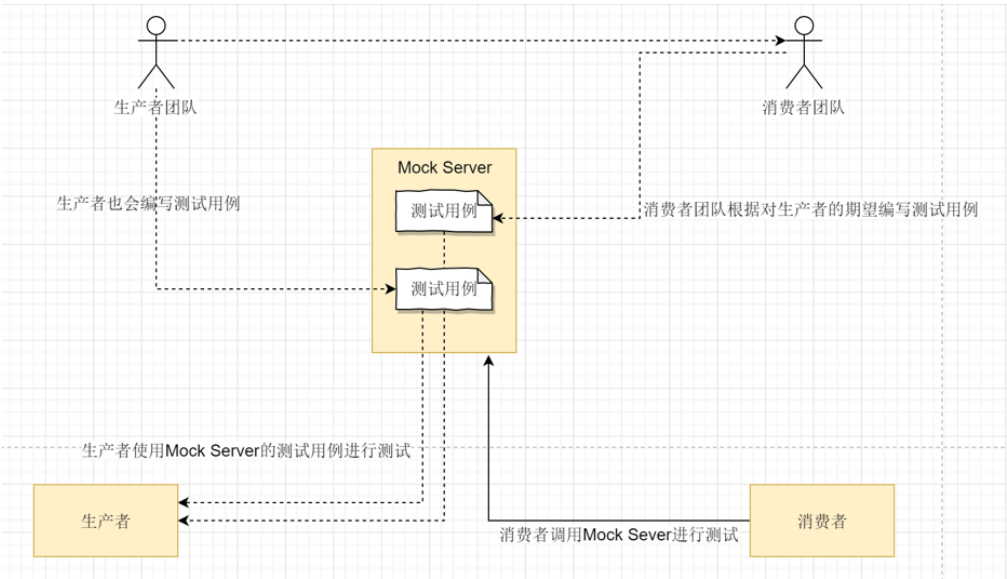 生产者团队
消费者团队
Mock Server
测试用例
生产者也会编写测试用例
消费者团队根据对生产者的期望编写测试用例
测试用例
生产者使用Mock Server的测试用例进行测试
生产者
消费者
消费者调用Mock Sever进行测试